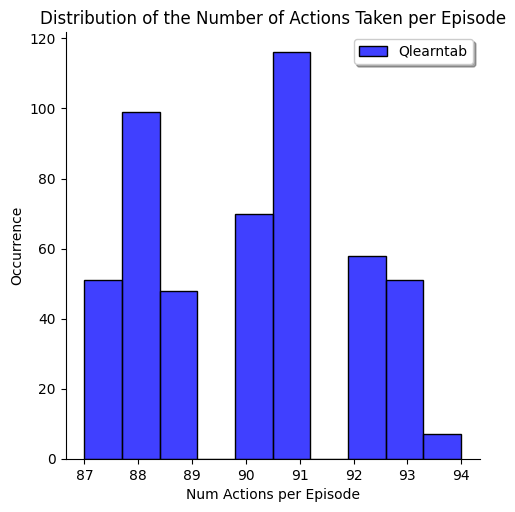 Distribution of the Number of Actions Taken per Episode
Qlearntab
120
100
80
60
40
20
0
Occurrence
87 88 89 90 91 92 93 94
Num Actions per Episode